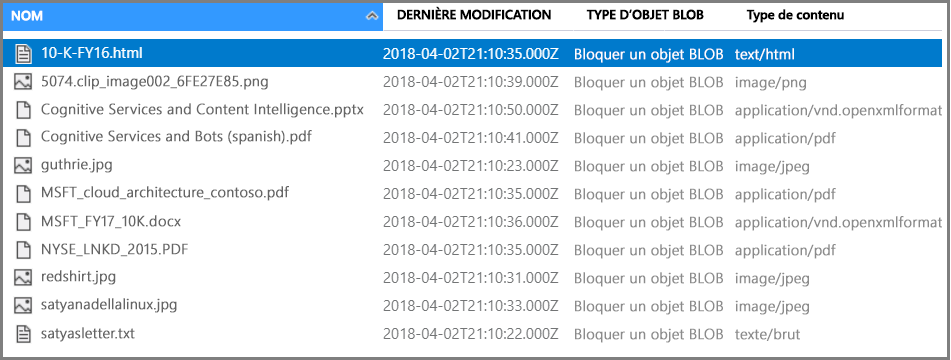 NOM DERNIÈRE MODIFICATION TYPE D’OBJET BLOB Type de contenu
10-K-FY16.html 2018-04-02T21:10:35.000Z Bloquer un objet BLOB text/html
5074.clip_image002_6FE27E85.png 2018-04-02T21:10:39.000Z Bloquer un objet BLOB image/png
Cognitive Services and Content Intelligence.pptx 2018-04-02T21:10:50.000Z Bloquer un objet BLOB application/vnd.openxmlformat
Cognitive Services and Bots (spanish).pdf 2018-04-02T21:10:41.000Z Bloquer un objet BLOB application/pdf
guthrie.jpg 2018-04-02T21:10:23.000Z Bloquer un objet BLOB image/jpeg
MSFT_cloud_architecture_contoso.pdf 2018-04-02T21:10:35.000Z Bloquer un objet BLOB application/pdf
MSFT_FY17_10K.docx 2018-04-02T21:10:36.000Z Bloquer un objet BLOB application/vnd.openxmlformat
NYSE_LNKD_2015.PDF 2018-04-02T21:10:35.000Z Bloquer un objet BLOB application/pdf
redshirt.jpg 2018-04-02T21:10:31.000Z Bloquer un objet BLOB image/jpeg
satyanadellalinux.jpg 2018-04-02T21:10:33.000Z Bloquer un objet BLOB image/jpeg
satyasletter.txt 2018-04-02T21:10:22.000Z Bloquer un objet BLOB texte/brut